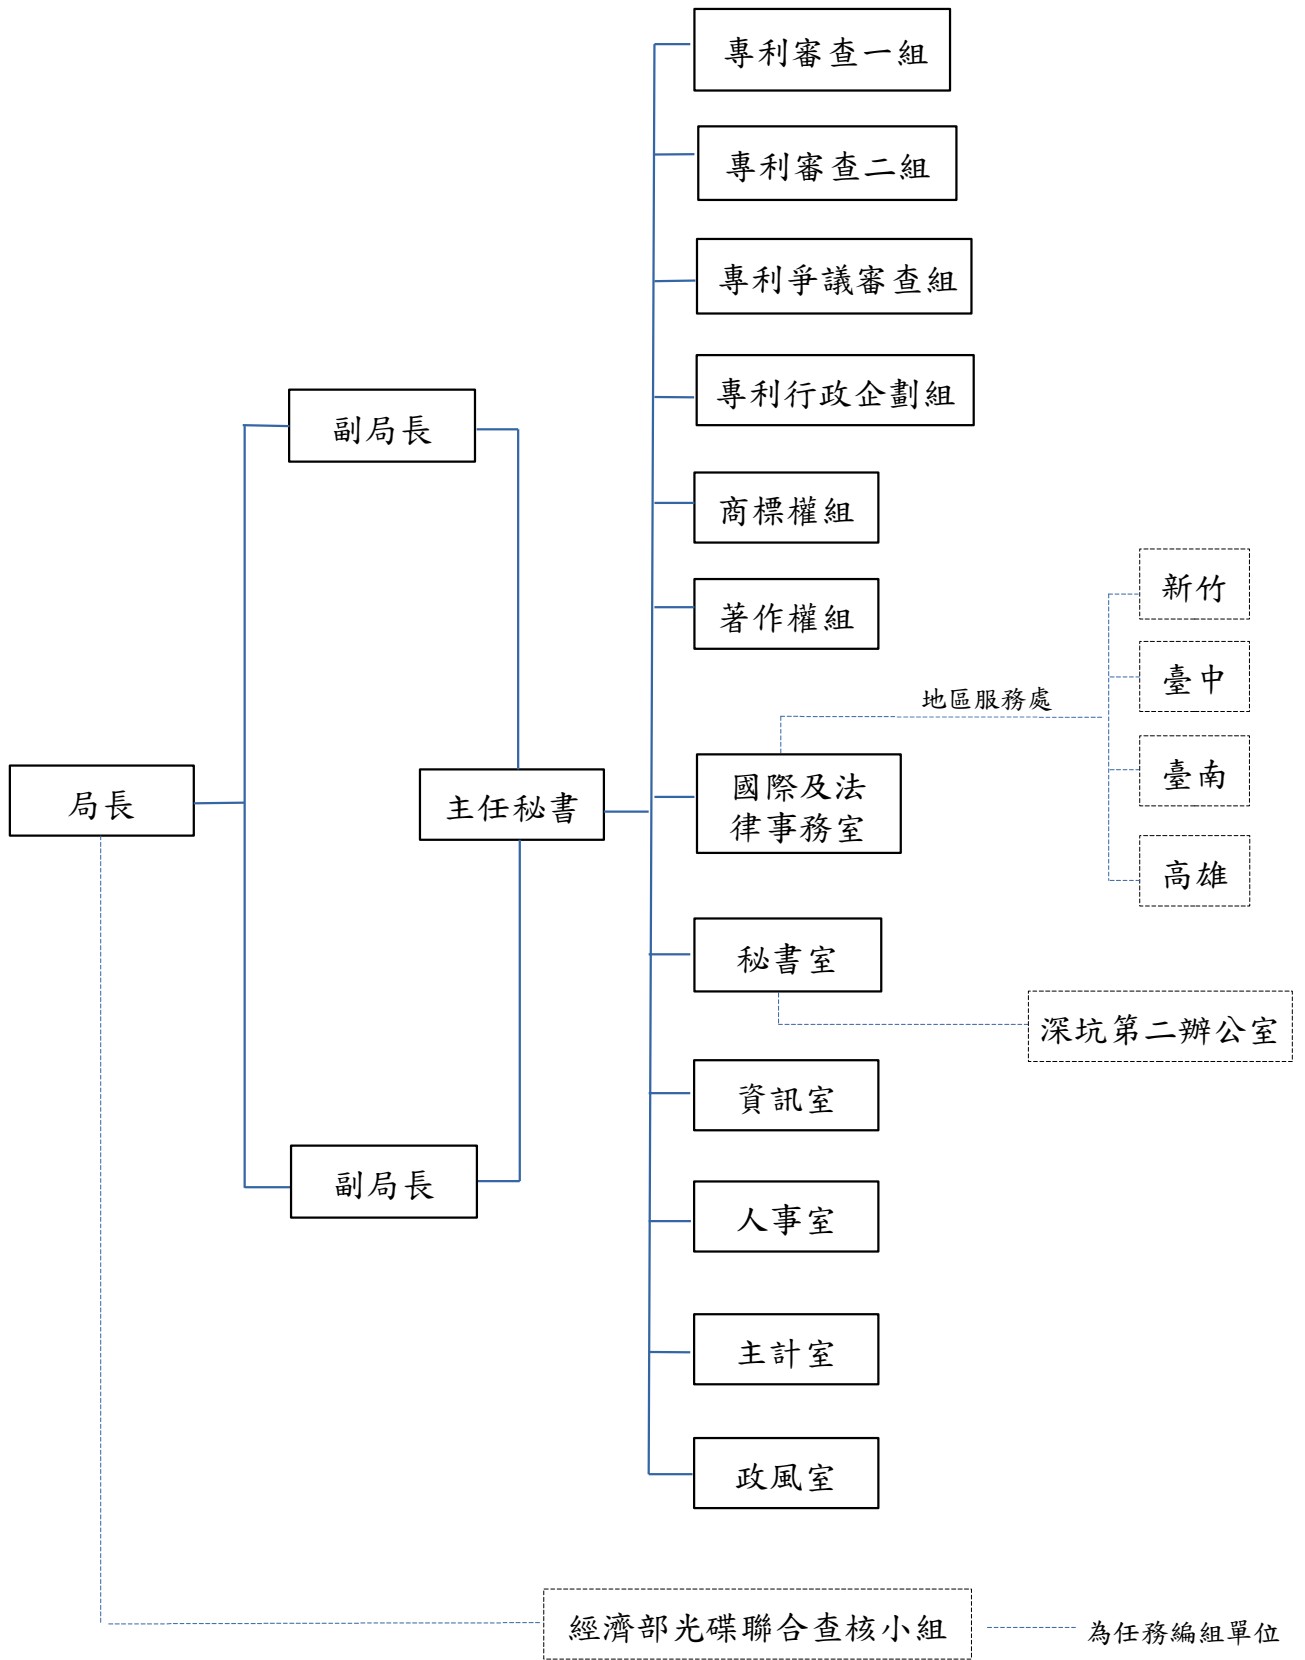 專利審查一組
專利審查二組
專利爭議審查組
專利行政企劃組
副局長
商標權組
新竹
著作權組
臺中
地區服務處
臺南
局長
主任秘書
國際及法
律事務室
高雄
秘書室
深坑第二辦公室
資訊室
副局長
人事室
主計室
政風室
經濟部光碟聯合查核小組
為任務編組單位